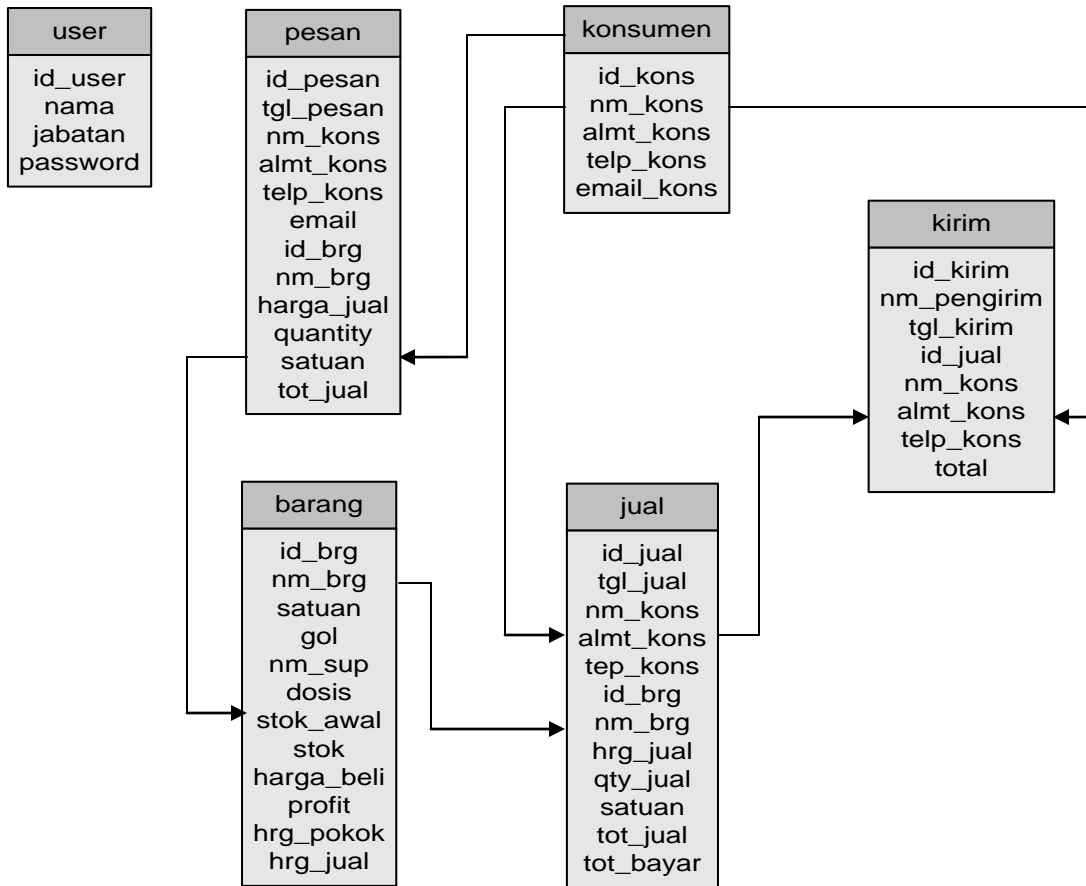 user
id_user
nama
jabatan
password
pesan
id_pesan
tgl_pesan
nm_kons
almt_kons
telp_kons
email
id_brg
nm_brg
harga_jual
quantity
satuan
tot_jual
konsumen
id_kons
nm_kons
almt_kons
telp_kons
email_kons
kirim
id_kirim
nm_pengirim
tgl_kirim
id_jual
nm_kons
almt_kons
telp_kons
total
barang
id_brg
nm_brg
satuan
gol
nm_sup
dosis
stok_awal
stok
harga_beli
profit
hrg_pokok
hrg_jual
jual
id_jual
tgl_jual
nm_kons
almt_kons
tep_kons
id_brg
nm_brg
hrg_jual
qty_jual
satuan
tot_jual
tot_bayar